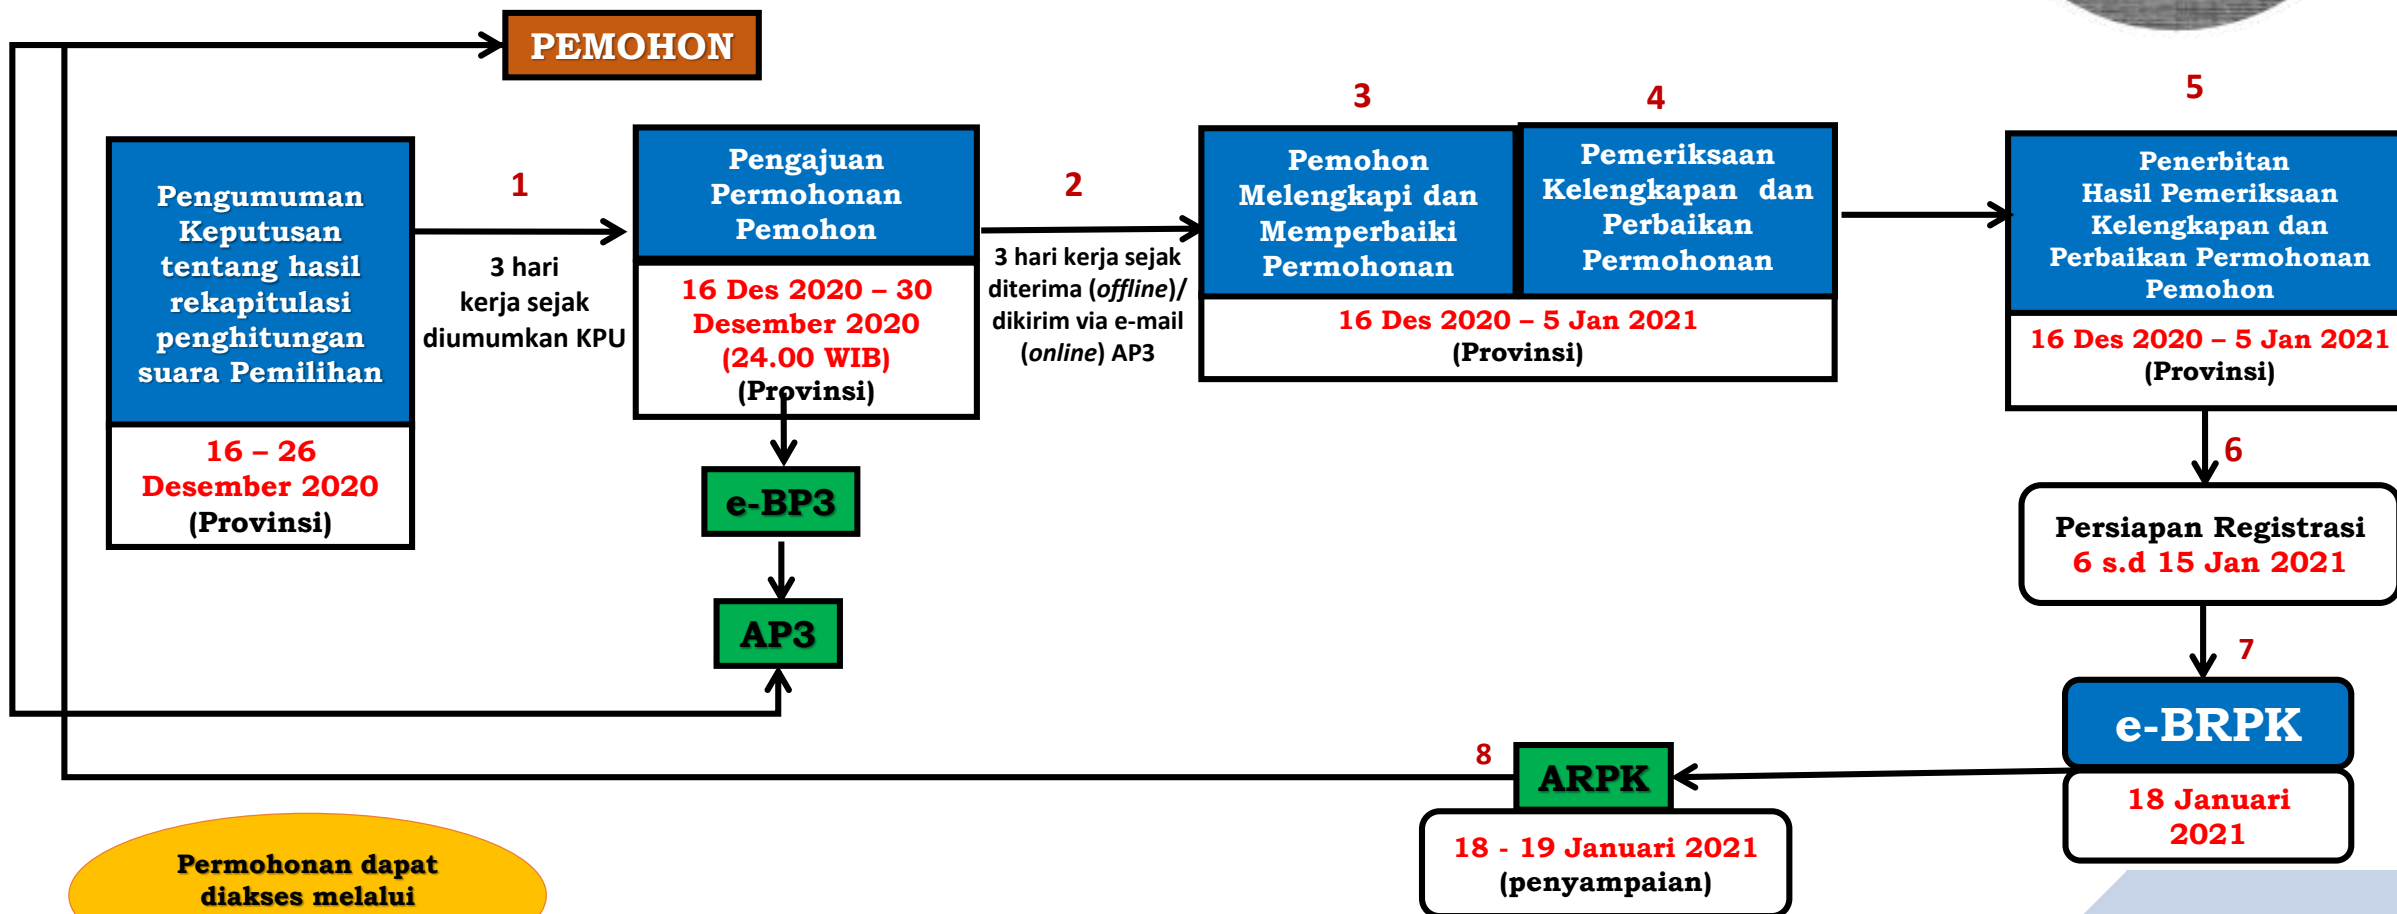 PEMOHON
Pengumuman
Keputusan
tentang hasil
rekapitulasi
penghitungan
suara Pemilihan
16 – 26
Desember 2020
(Provinsi)
1
3 hari
kerja sejak
diumumkan KPU
Pengajuan
Permohonan
Pemohon
16 Des 2020 – 30
Desember 2020
(24.00 WIB)
(Provinsi)
e-BP3
AP3
2
3 hari kerja sejak
diterima (offline)/
dikirim via e-mail
(online) AP3
3
Pemohon
Melengkapi dan
Memperbaiki
Permohonan
4
Pemeriksaan
Kelengkapan dan
Perbaikan
Permohonan
16 Des 2020 – 5 Jan 2021
(Provinsi)
5
Penerbitan
Hasil Pemeriksaan
Kelengkapan dan
Perbaikan Permohonan
Pemohon
16 Des 2020 – 5 Jan 2021
(Provinsi)
6
Persiapan Registrasi
6 s.d 15 Jan 2021
7
e-BRPK
18 Januari
2021
8
ARPK
18 - 19 Januari 2021
(penyampaian)
Permohonan dapat
diakses melalui